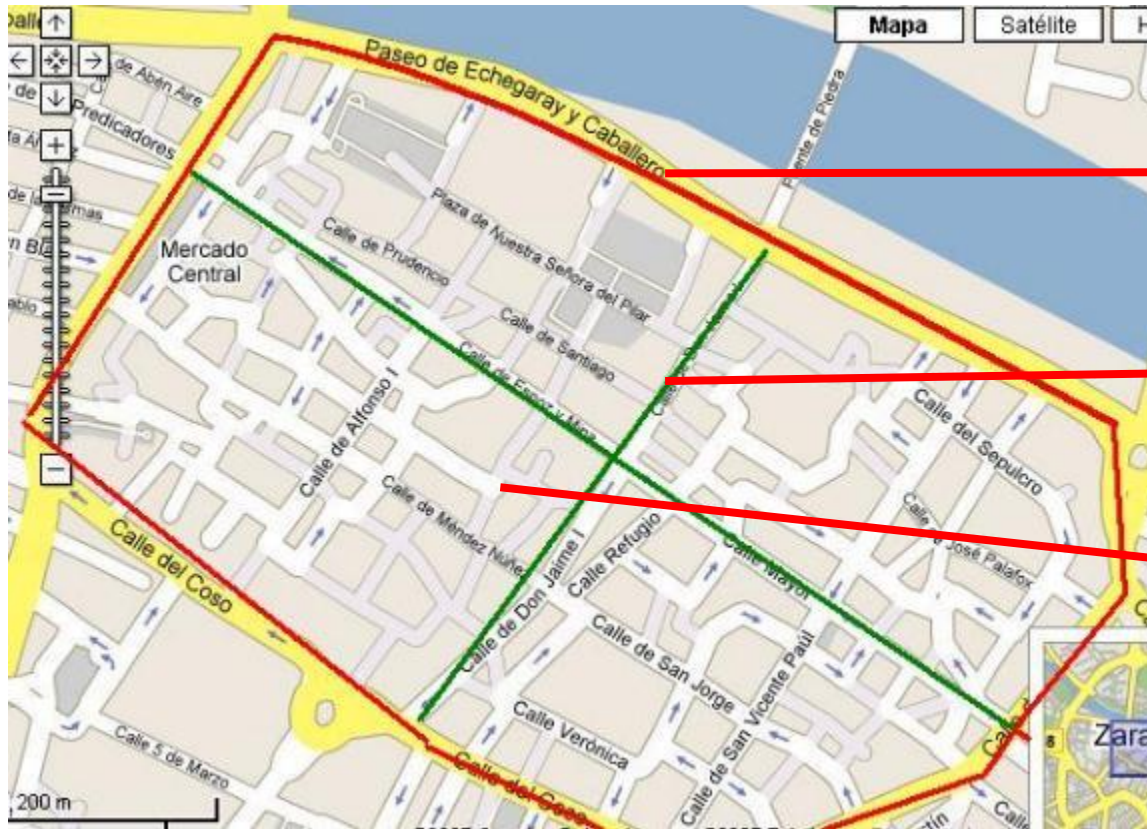 Mapa
Satélite
Paseo de Echegaray y Caballero
de Abén Aire
Predicadores
Puente de Piedra
Mercado
Central
Plaza de Nuestra Señora del Pilar
Calle de Prudencio
Calle de Santiago
Calle de Espoz y Mina
Calle de Alfonso I
Calle de Méndez Núñez
Calle del Sepulcro
Calle de José Palafox
Calle Mayor
Calle Refugio
Calle de Don Jaime I
Calle de San Jorge
Calle de San Vicente Paúl
Calle Verónica
Calle del Coso
Calle del Coso
Calle 5 de Marzo
200 m
Zara